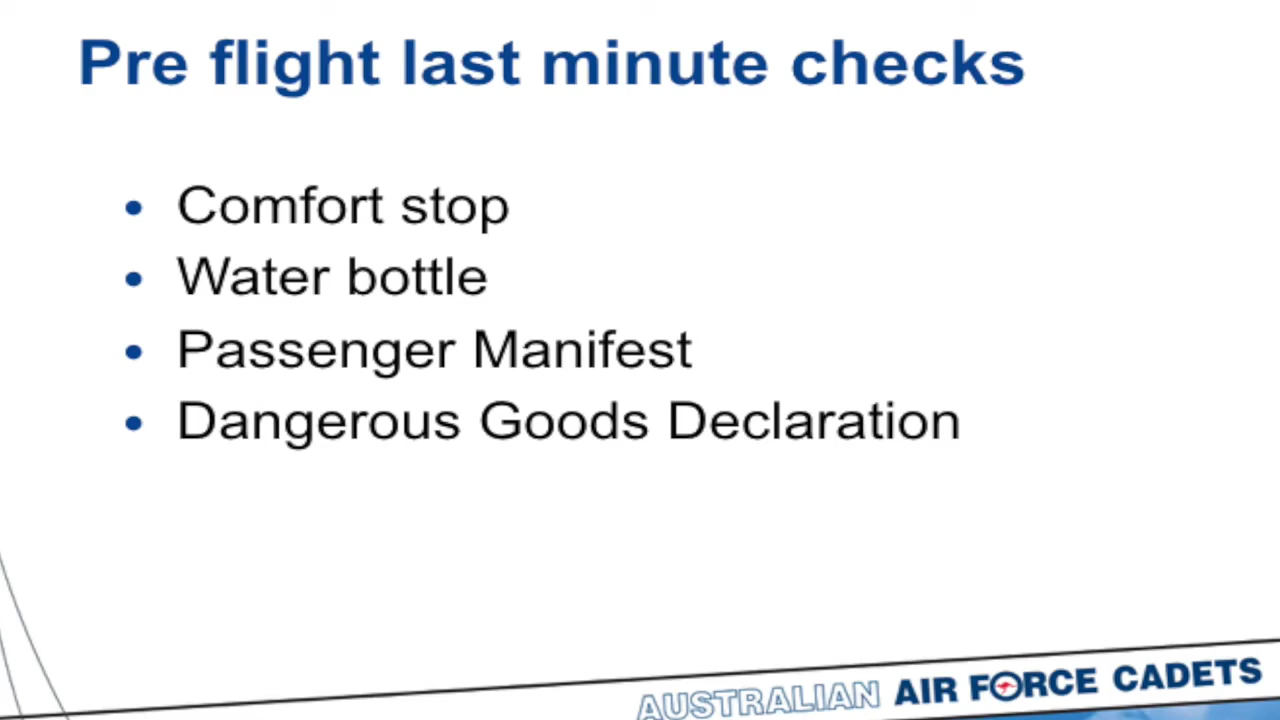 Pre flight last minute checks
• Comfort stop
• Water bottle
• Passenger Manifest
• Dangerous Goods Declaration
AUSTRALIAN AIR FORCE CADETS